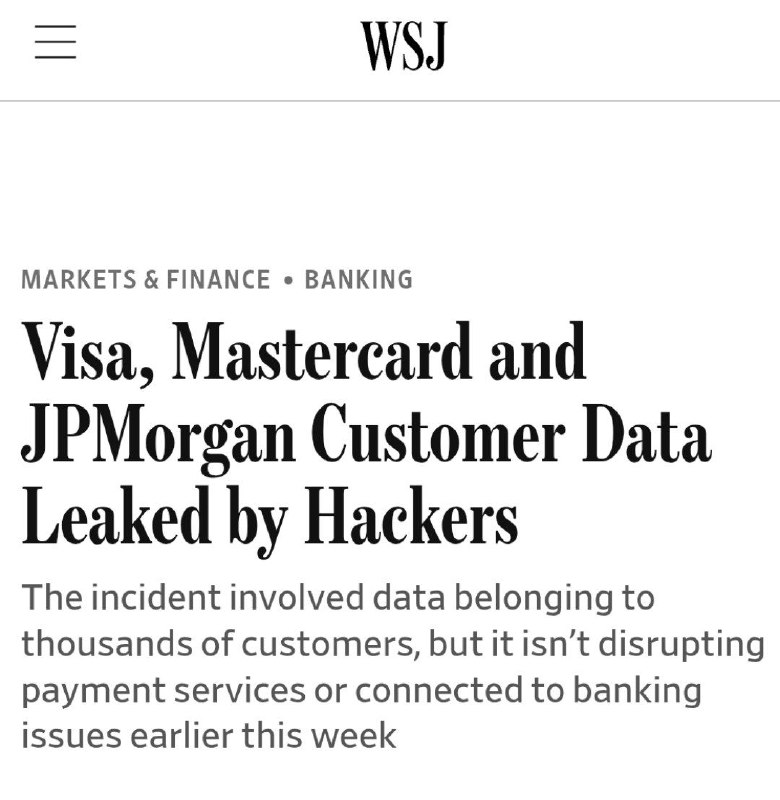 WSJ
MARKETS & FINANCE • BANKING
Visa, Mastercard and
JPMorgan Customer Data
Leaked by Hackers
The incident involved data belonging to
thousands of customers, but it isn’t disrupting
payment services or connected to banking
issues earlier this week